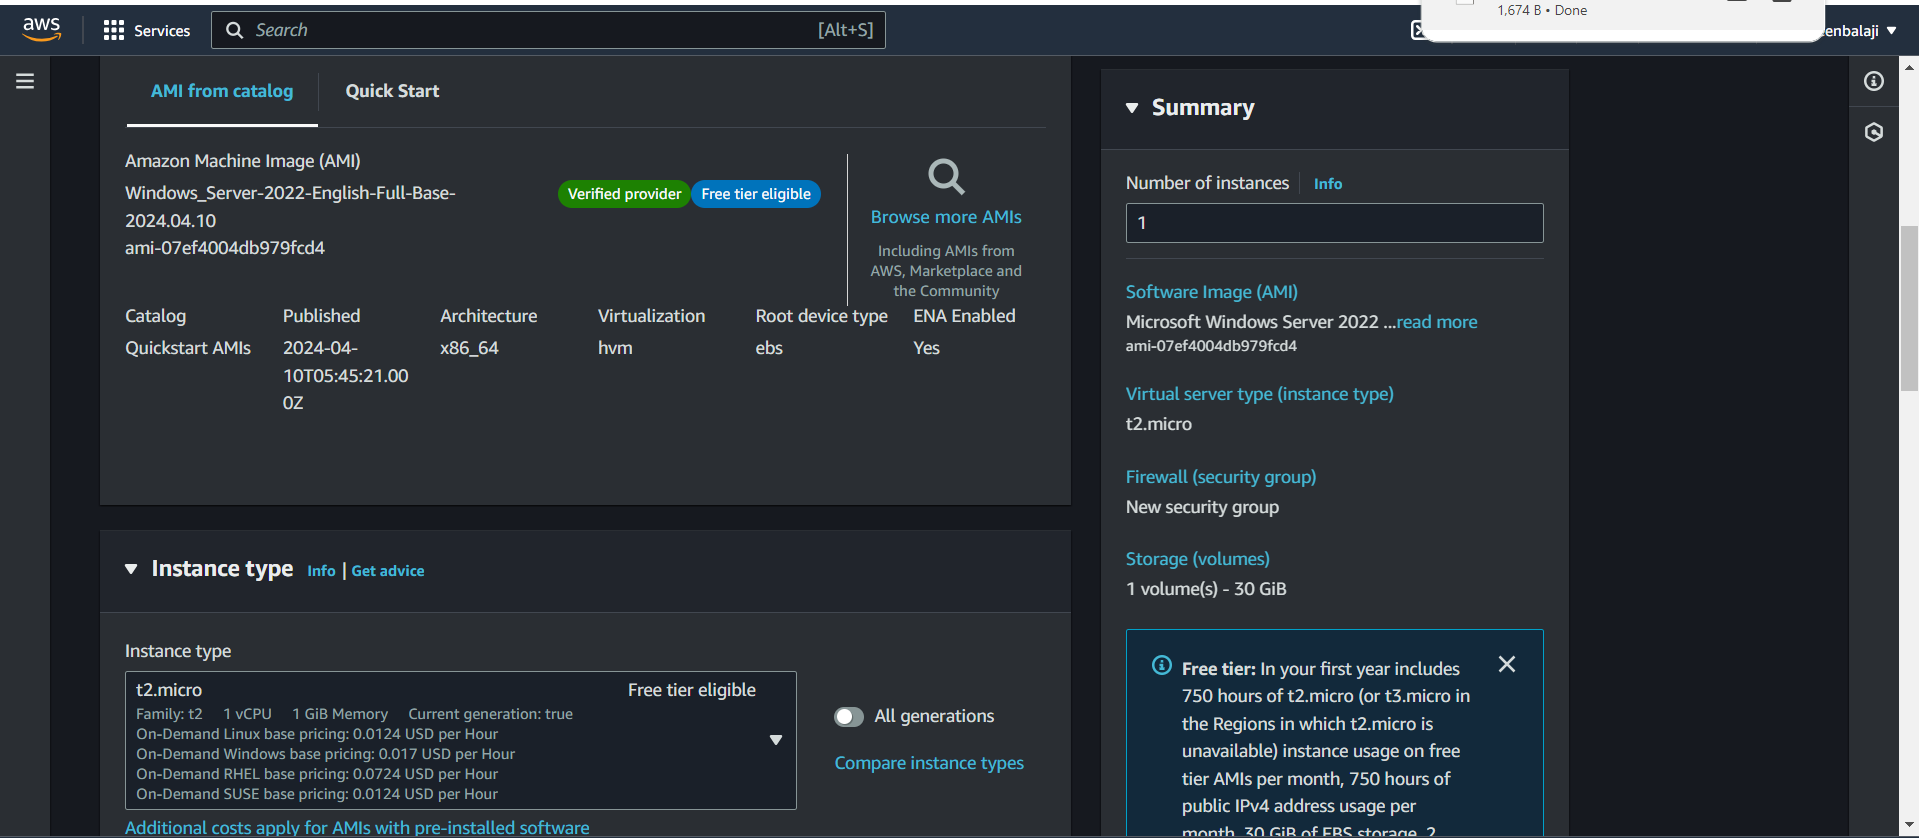 1,674 B • Done
aws
Services
Search
[Alt+S]
enbalaji
AMI from catalog
Quick Start
Amazon Machine Image (AMI)
Windows_Server-2022-English-Full-Base-
2024.04.10
ami-07ef4004db979fcd4
Verified provider
Free tier eligible
Browse more AMIs
Including AMIs from
AWS, Marketplace and
the Community
Catalog
Quickstart AMIs
Published
2024-04-
10T05:45:21.00
0Z
Architecture
x86_64
Virtualization
hvm
Root device type
ebs
ENA Enabled
Yes
Instance type
Info | Get advice
Instance type
t2.micro
Free tier eligible
Family: t2 1 vCPU 1 GiB Memory Current generation: true
On-Demand Linux base pricing: 0.0124 USD per Hour
On-Demand Windows base pricing: 0.017 USD per Hour
On-Demand RHEL base pricing: 0.0724 USD per Hour
On-Demand SUSE base pricing: 0.0124 USD per Hour
All generations
Compare instance types
Additional costs apply for AMIs with pre-installed software
Summary
Number of instances
Info
1
Software Image (AMI)
Microsoft Windows Server 2022 ...read more
ami-07ef4004db979fcd4
Virtual server type (instance type)
t2.micro
Firewall (security group)
New security group
Storage (volumes)
1 volume(s) - 30 GiB
Free tier: In your first year includes
750 hours of t2.micro (or t3.micro in
the Regions in which t2.micro is
unavailable) instance usage on free
tier AMIs per month, 750 hours of
public IPv4 address usage per
month, 30 GiB of EBS storage, 2